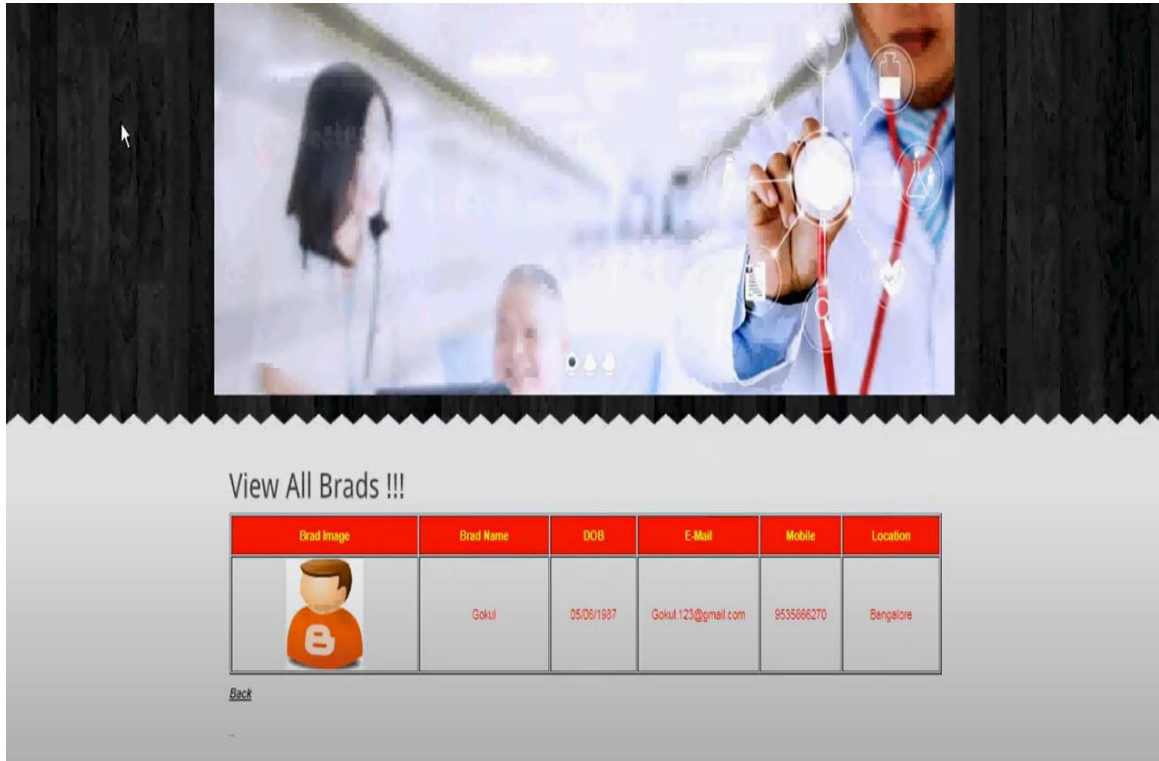 View All Brads !!!
Brad Image Brad Name DOB E-Mail Mobile Location
Gokul 05/06/1987 Gokul.123@gmail.com 9535866270 Bangalore
Back
..